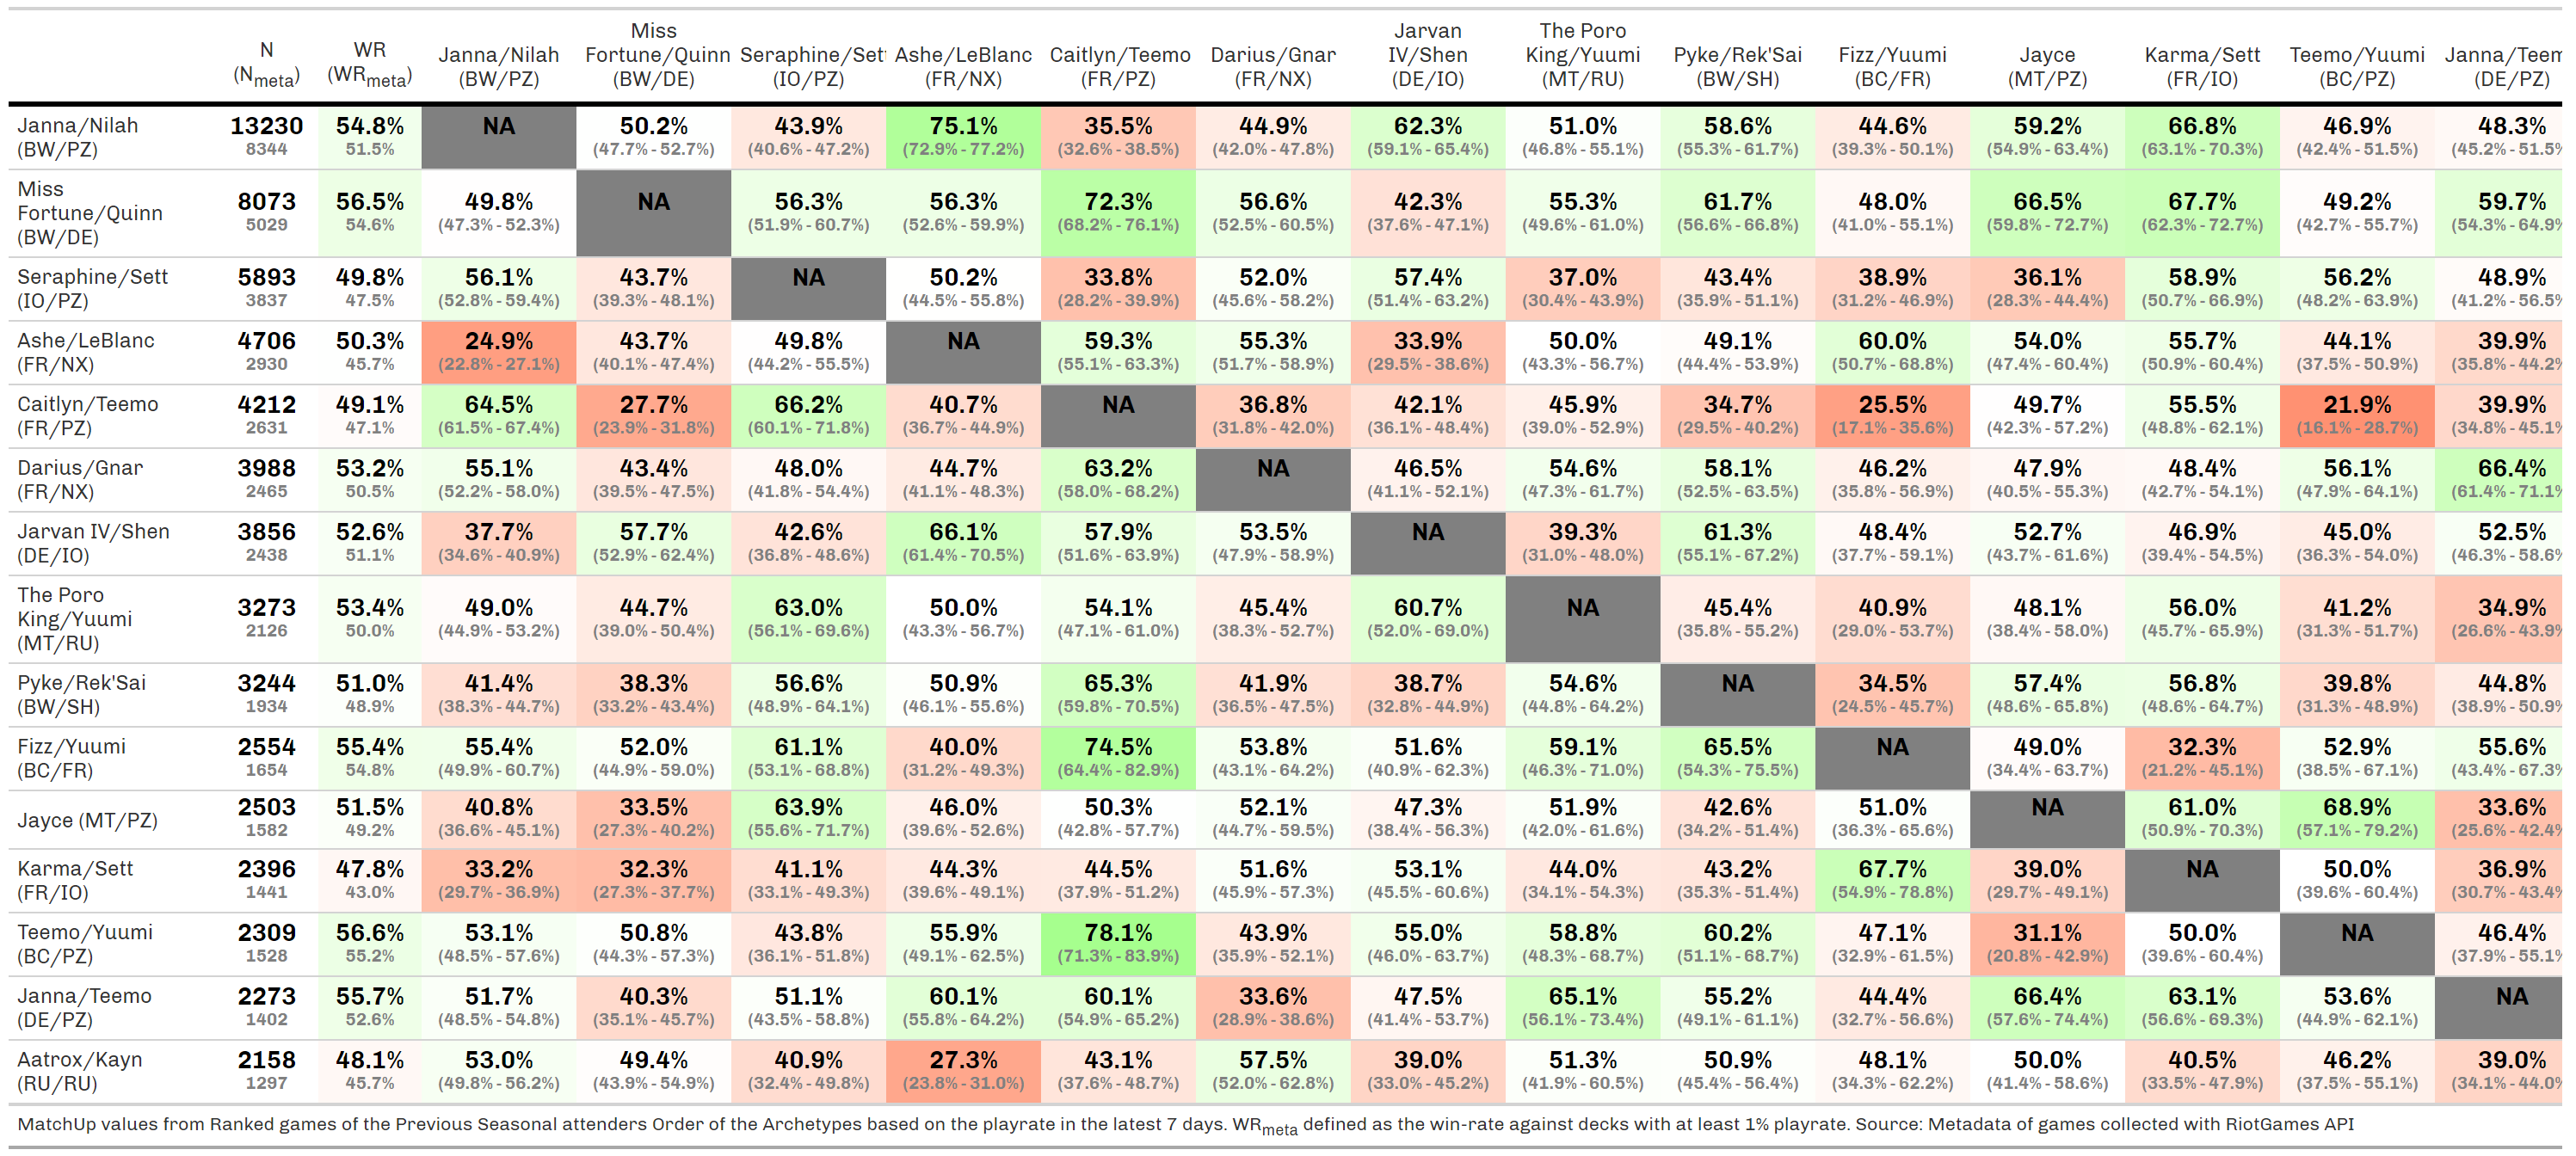 N (Nmeta) WR (WRmeta) Janna/Nilah (BW/PZ) Miss Fortune/Quinn (BW/DE) Seraphine/Set Ashe/LeBlanc (FR/NX) Caitlyn/Teemo (FR/PZ) Darius/Gnar (FR/NX) Jarvan IV/Shen (DE/IO) The Poro King/Yuumi (MT/RU) Pyke/Rek'Sai (BW/SH) Fizz/Yuumi (BC/FR) Jayce (MT/PZ) Karma/Sett (FR/IO) Teemo/Yuumi (BC/PZ) Janna/Teem (DE/PZ)
(IO/PZ)
Janna/Nilah 13230 54.8% NA 50.2% 43.9% 75.1% 35.5% 44.9% 62.3% 51.0% 58.6% 44.6% 59.2% 66.8% 46.9% 48.3%
(BW/PZ) 8344 51.5% (47.7% - 52.7%) (40.6% - 47.2%) (72.9% - 77.2%) (32.6% - 38.5%) (42.0% - 47.8%) (59.1% - 65.4%) (46.8% - 55.1%) (55.3% - 61.7%) (39.3% - 50.1%) (54.9% - 63.4%) (63.1% - 70.3%) (42.4% - 51.5%) (45.2% - 51.5%
Miss
Fortune/Quinn 8073 56.5% 49.8% NA 56.3% 56.3% 72.3% 56.6% 42.3% 55.3% 61.7% 48.0% 66.5% 67.7% 49.2% 59.7%
(BW/DE) 5029 54.6% (47.3% - 52.3%) (51.9% - 60.7%) (52.6% - 59.9%) (68.2% - 76.1%) (52.5% - 60.5%) (37.6% - 47.1%) (49.6% - 61.0%) (56.6% - 66.8%) (41.0% - 55.1%) (59.8% - 72.7%) (62.3% - 72.7%) (42.7% - 55.7%) (54.3% - 64.9%
Seraphine/Sett 5893 49.8% 56.1% 43.7% NA 50.2% 33.8% 52.0% 57.4% 37.0% 43.4% 38.9% 36.1% 58.9% 56.2% 48.9%
(IO/PZ) 3837 47.5% (52.8% - 59.4%) (39.3% - 48.1%) (44.5% - 55.8%) (28.2% - 39.9%) (45.6% - 58.2%) (51.4% - 63.2%) (30.4% - 43.9%) (35.9% - 51.1%) (31.2% - 46.9%) (28.3% - 44.4%) (50.7% - 66.9%) (48.2% - 63.9%) (41.2% - 56.5%
Ashe/LeBlanc 4706 50.3% 24.9% 43.7% 49.8% NA 59.3% 55.3% 33.9% 50.0% 49.1% 60.0% 54.0% 55.7% 44.1% 39.9%
(FR/NX) 2930 45.7% (22.8% - 27.1%) (40.1% - 47.4%) (44.2% - 55.5%) (55.1% - 63.3%) (51.7% - 58.9%) (29.5% - 38.6%) (43.3% - 56.7%) (44.4% - 53.9%) (50.7% - 68.8%) (47.4% - 60.4%) (50.9% - 60.4%) (37.5% - 50.9%) (35.8% - 44.2%
Caitlyn/Teemo 4212 49.1% 64.5% 27.7% 66.2% 40.7% NA 36.8% 42.1% 45.9% 34.7% 25.5% 49.7% 55.5% 21.9% 39.9%
(FR/PZ) 2631 47.1% (61.5% - 67.4%) (23.9% - 31.8%) (60.1% - 71.8%) (36.7% - 44.9%) (31.8% - 42.0%) (36.1% - 48.4%) (39.0% - 52.9%) (29.5% - 40.2%) (17.1% - 35.6%) (42.3% - 57.2%) (48.8% - 62.1%) (16.1% - 28.7%) (34.8% - 45.1%
Darius/Gnar 3988 53.2% 55.1% 43.4% 48.0% 44.7% 63.2% NA 46.5% 54.6% 58.1% 46.2% 47.9% 48.4% 56.1% 66.4%
(FR/NX) 2465 50.5% (52.2% - 58.0%) (39.5% - 47.5%) (41.8% - 54.4%) (41.1% - 48.3%) (58.0% - 68.2%) (41.1% - 52.1%) (47.3% - 61.7%) (52.5% - 63.5%) (35.8% - 56.9%) (40.5% - 55.3%) (42.7% - 54.1%) (47.9% - 64.1%) (61.4% - 71.1%
Jarvan IV/Shen 3856 52.6% 37.7% 57.7% 42.6% 66.1% 57.9% 53.5% NA 39.3% 61.3% 48.4% 52.7% 46.9% 45.0% 52.5%
(DE/IO) 2438 51.1% (34.6% - 40.9%) (52.9% - 62.4%) (36.8% - 48.6%) (61.4% - 70.5%) (51.6% - 63.9%) (47.9% - 58.9%) (31.0% - 48.0%) (55.1% - 67.2%) (37.7% - 59.1%) (43.7% - 61.6%) (39.4% - 54.5%) (36.3% - 54.0%) (46.3% - 58.6%
The Poro
King/Yuumi 3273 53.4% 49.0% 44.7% 63.0% 50.0% 54.1% 45.4% 60.7% NA 45.4% 40.9% 48.1% 56.0% 41.2% 34.9%
(MT/RU) 2126 50.0% (44.9% - 53.2%) (39.0% - 50.4%) (56.1% - 69.6%) (43.3% - 56.7%) (47.1% - 61.0%) (38.3% - 52.7%) (52.0% - 69.0%) (35.8% - 55.2%) (29.0% - 53.7%) (38.4% - 58.0%) (45.7% - 65.9%) (31.3% - 51.7%) (26.6% - 43.9%
Pyke/Rek'Sai 3244 51.0% 41.4% 38.3% 56.6% 50.9% 65.3% 41.9% 38.7% 54.6% NA 34.5% 57.4% 56.8% 39.8% 44.8%
(BW/SH) 1934 48.9% (38.3% - 44.7%) (33.2% - 43.4%) (48.9% - 64.1%) (46.1% - 55.6%) (59.8% - 70.5%) (36.5% - 47.5%) (32.8% - 44.9%) (44.8% - 64.2%) (24.5% - 45.7%) (48.6% - 65.8%) (48.6% - 64.7%) (31.3% - 48.9%) (38.9% - 50.9%
Fizz/Yuumi 2554 55.4% 55.4% 52.0% 61.1% 40.0% 74.5% 53.8% 51.6% 59.1% 65.5% NA 49.0% 32.3% 52.9% 55.6%
(BC/FR) 1654 54.8% (49.9% - 60.7%) (44.9% - 59.0%) (53.1% - 68.8%) (31.2% - 49.3%) (64.4% - 82.9%) (43.1% - 64.2%) (40.9% - 62.3%) (46.3% - 71.0%) (54.3% - 75.5%) (34.4% - 63.7%) (21.2% - 45.1%) (38.5% - 67.1%) (43.4% - 67.3%
Jayce (MT/PZ) 2503 51.5% 40.8% 33.5% 63.9% 46.0% 50.3% 52.1% 47.3% 51.9% 42.6% 51.0% NA 61.0% 68.9% 33.6%
1582 49.2% (36.6% - 45.1%) (27.3% - 40.2%) (55.6% - 71.7%) (39.6% - 52.6%) (42.8% - 57.7%) (44.7% - 59.5%) (38.4% - 56.3%) (42.0% - 61.6%) (34.2% - 51.4%) (36.3% - 65.6%) (50.9% - 70.3%) (57.1% - 79.2%) (25.6% - 42.4%
Karma/Sett 2396 47.8% 33.2% 32.3% 41.1% 44.3% 44.5% 51.6% 53.1% 44.0% 43.2% 67.7% 39.0% NA 50.0% 36.9%
(FR/IO) 1441 43.0% (29.7% - 36.9%) (27.3% - 37.7%) (33.1% - 49.3%) (39.6% - 49.1%) (37.9% - 51.2%) (45.9% - 57.3%) (45.5% - 60.6%) (34.1% - 54.3%) (35.3% - 51.4%) (54.9% - 78.8%) (29.7% - 49.1%) (39.6% - 60.4%) (30.7% - 43.4%
Teemo/Yuumi 2309 56.6% 53.1% 50.8% 43.8% 55.9% 78.1% 43.9% 55.0% 58.8% 60.2% 47.1% 31.1% 50.0% NA 46.4%
(BC/PZ) 1528 55.2% (48.5% - 57.6%) (44.3% - 57.3%) (36.1% - 51.8%) (49.1% - 62.5%) (71.3% - 83.9%) (35.9% - 52.1%) (46.0% - 63.7%) (48.3% - 68.7%) (51.1% - 68.7%) (32.9% - 61.5%) (20.8% - 42.9%) (39.6% - 60.4%) (37.9% - 55.1%
Janna/Teemo 2273 55.7% 51.7% 40.3% 51.1% 60.1% 60.1% 33.6% 47.5% 65.1% 55.2% 44.4% 66.4% 63.1% 53.6% NA
(DE/PZ) 1402 52.6% (48.5% - 54.8%) (35.1% - 45.7%) (43.5% - 58.8%) (55.8% - 64.2%) (54.9% - 65.2%) (28.9% - 38.6%) (41.4% - 53.7%) (56.1% - 73.4%) (49.1% - 61.1%) (32.7% - 56.6%) (57.6% - 74.4%) (56.6% - 69.3%) (44.9% - 62.1%)
Aatrox/Kayn 2158 48.1% 53.0% 49.4% 40.9% 27.3% 43.1% 57.5% 39.0% 51.3% 50.9% 48.1% 50.0% 40.5% 46.2% 39.0%
(RU/RU) 1297 45.7% (49.8% - 56.2%) (43.9% - 54.9%) (32.4% - 49.8%) (23.8% - 31.0%) (37.6% - 48.7%) (52.0% - 62.8%) (33.0% - 45.2%) (41.9% - 60.5%) (45.4% - 56.4%) (34.3% - 62.2%) (41.4% - 58.6%) (33.5% - 47.9%) (37.5% - 55.1%) (34.1% - 44.0%
MatchUp values from Ranked games of the Previous Seasonal attenders Order of the Archetypes based on the playrate in the latest 7 days. WRmeta defined as the win-rate against decks with at least 1% playrate. Source: Metadata of games collected with RiotGames API